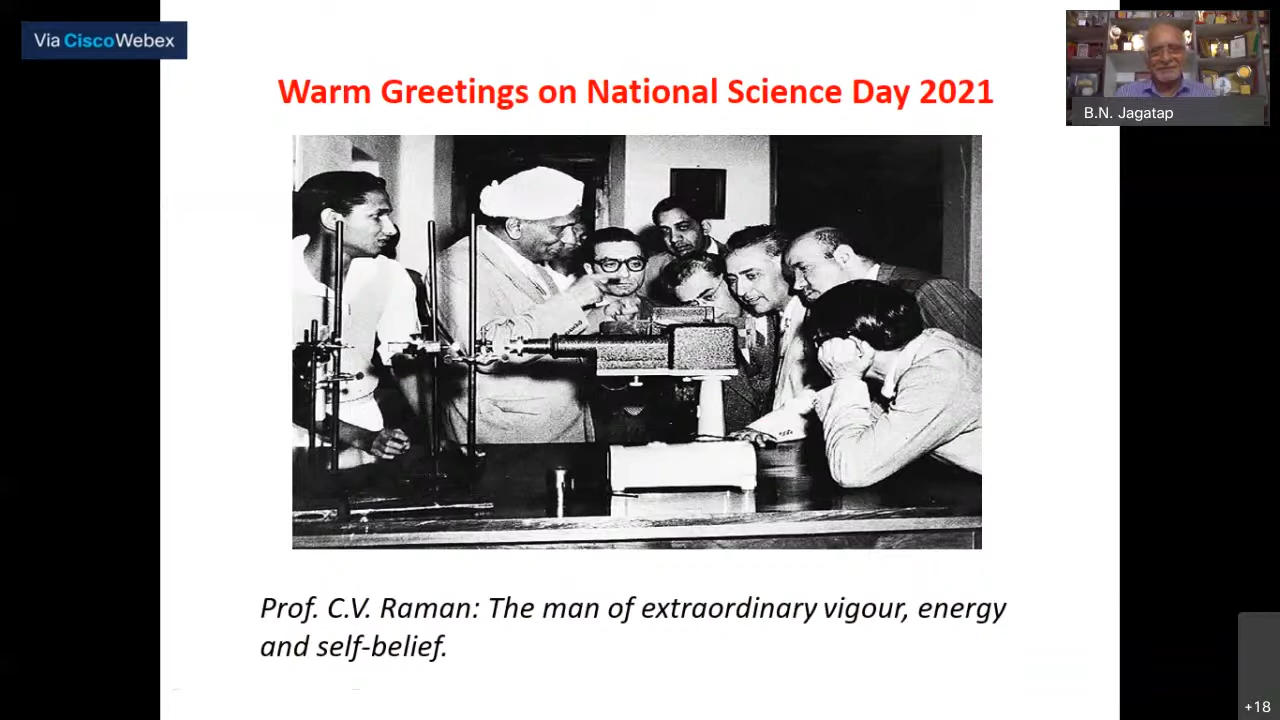 Via CiscoWebex
Warm Greetings on National Science Day 2021
B.N. Jagatap
Prof. C.V. Raman: The man of extraordinary vigour, energy
and self-belief.
+18